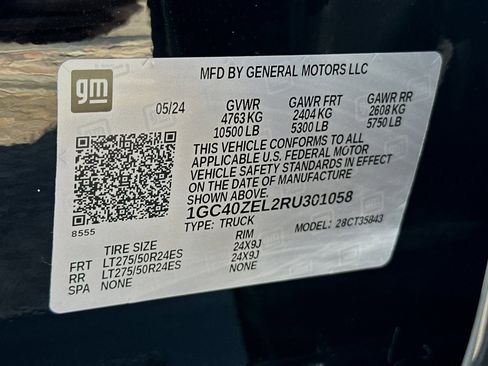 gm
MFD BY GENERAL MOTORS LLC
05/24 GVWR GAWR FRT GAWR RR
4763 KG 2404 KG 2608 KG
10500 LB 5300 LB 5750 LB
THIS VEHICLE CONFORMS TO ALL
APPLICABLE U.S. FEDERAL MOTOR
VEHICLE SAFETY STANDARDS IN EFFECT
ON THE DATE OF MANUFACTURE
SHOWN ABOVE.
1GC40ZEL2RU301058
8555 TYPE: TRUCK MODEL: 28CT35843
TIRE SIZE RIM
FRT LT275/50R24ES 24X9J
RR LT275/50R24ES 24X9J
SPA NONE NONE